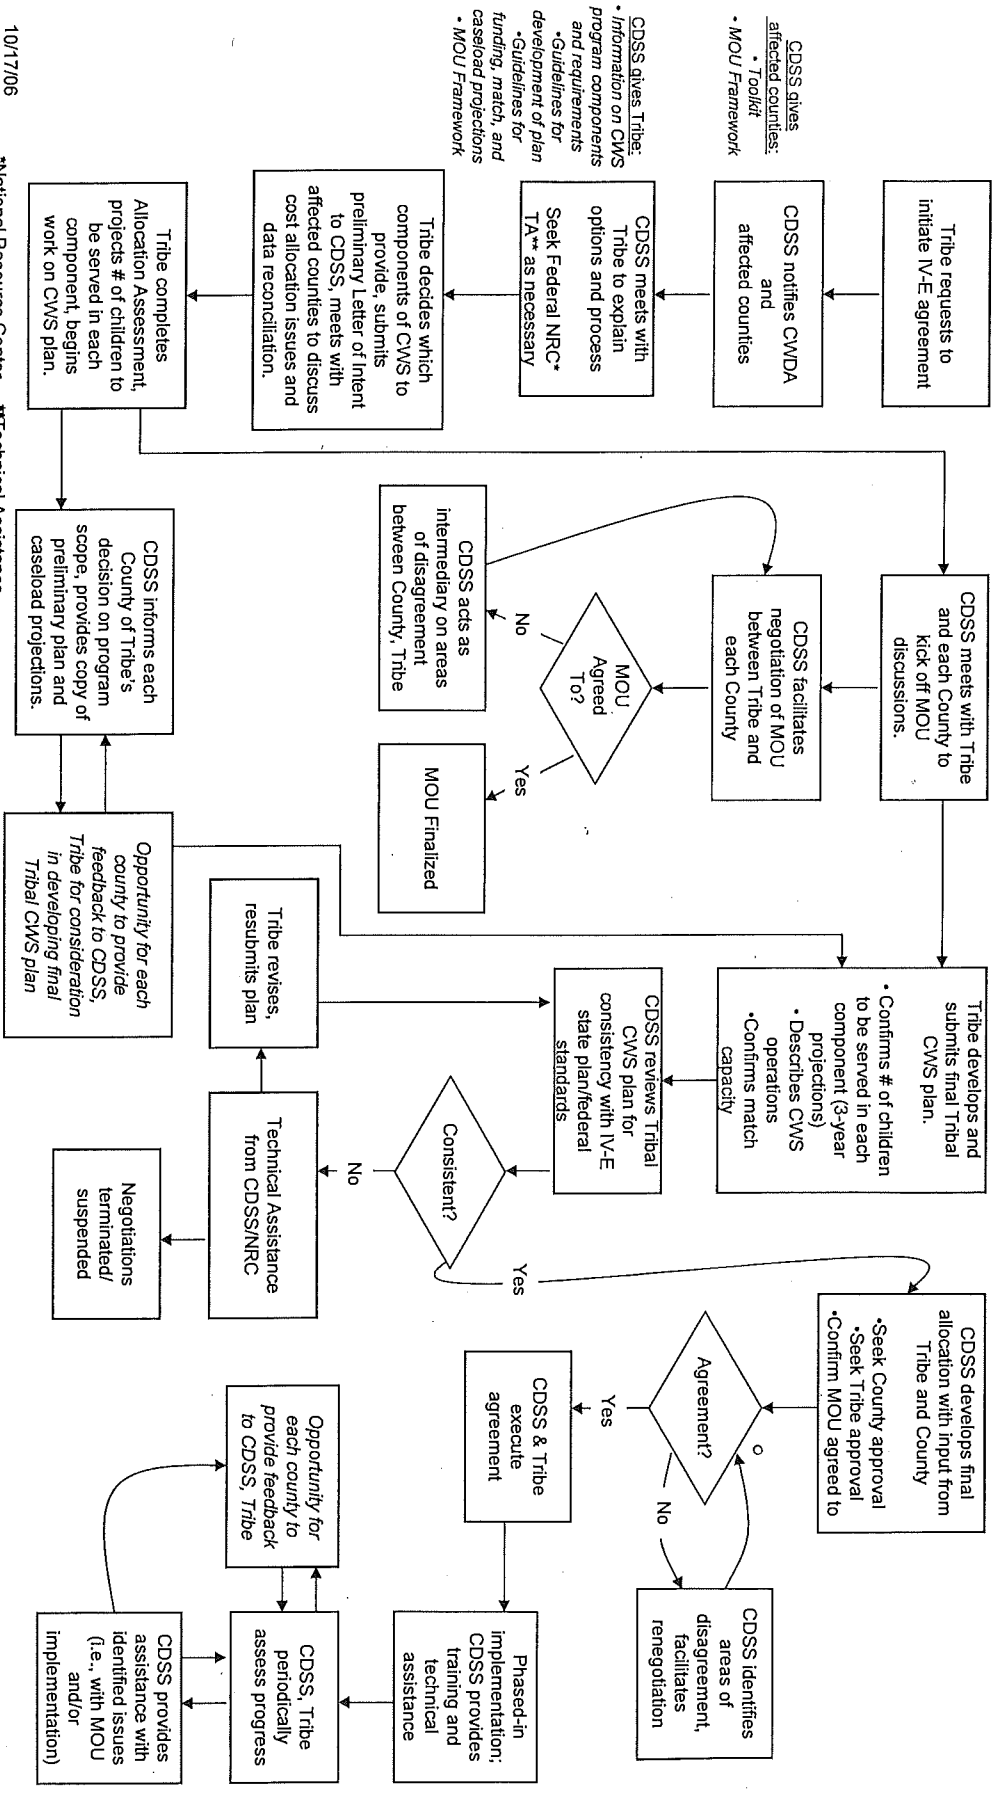 Tribe requests to
initiate IV-E agreement
CDSS notifies CWDA
and
affected counties
CDSS gives
affected counties:
• Toolkit
• MOU Framework
CDSS meets with
Tribe to explain
options and process
Seek Federal NRC*
TA** as necessary
CDSS gives Tribe:
• Information on CWS
program components
and requirements
•Guidelines for
development of plan
•Guidelines for
funding, match, and
caseload projections
• MOU Framework
Tribe decides which
components of CWS to
provide, submits
preliminary Letter of Intent
to CDSS, meets with
affected counties to discuss
cost allocation issues and
data reconciliation.
Tribe completes
Allocation Assessment,
projects # of children to
be served in each
component, begins
work on CWS plan.
CDSS meets with Tribe
and each County to
kick off MOU
discussions.
CDSS facilitates
negotiation of MOU
between Tribe and
each County
MOU
Agreed
To?
No
Yes
CDSS acts as
intermediary on areas
of disagreement
between County, Tribe
MOU Finalized
CDSS informs each
County of Tribe's
decision on program
scope, provides copy of
preliminary plan and
caseload projections.
Opportunity for each
county to provide
feedback to CDSS,
Tribe for consideration
in developing final
Tribal CWS plan
Tribe develops and
submits final Tribal
CWS plan.
• Confirms # of children
to be served in each
component (3-year
projections)
• Describes CWS
operations
•Confirms match
capacity
CDSS reviews Tribal
CWS plan for
consistency with IV-E
state plan/federal
standards
Consistent?
No
Yes
Technical Assistance
from CDSS/NRC
Tribe revises,
resubmits plan
Negotiations
terminated/
suspended
CDSS develops final
allocation with input from
Tribe and County
•Seek County approval
•Seek Tribe approval
•Confirm MOU agreed to
Agreement?
No
Yes
CDSS identifies
areas of
disagreement,
facilitates
renegotiation
CDSS & Tribe
execute
agreement
Phased-in
implementation;
CDSS provides
training and
technical
assistance
CDSS, Tribe
periodically
assess progress
Opportunity for
each county to
provide feedback
to CDSS, Tribe
CDSS provides
assistance with
identified issues
(i.e., with MOU
and/or
implementation)
10/17/06
*National Resource Center **Technical Assistance